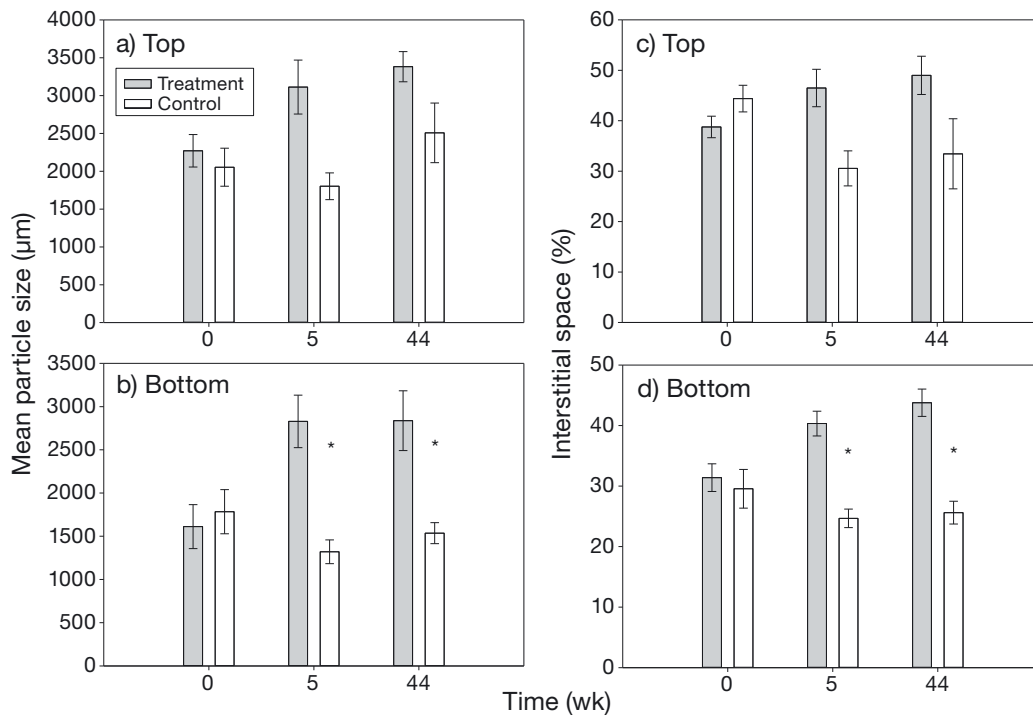 a) Top
Treatment
Control
4000
3500
3000
2500
2000
1500
1000
500
0
0 5 44
Mean particle size (µm)
b) Bottom
3500
3000
2500
2000
1500
1000
500
0
* *
0 5 44
c) Top
60
50
40
30
20
10
0
0 5 44
Interstitial space (%)
d) Bottom
50
40
30
20
10
0
* *
0 5 44
Time (wk)